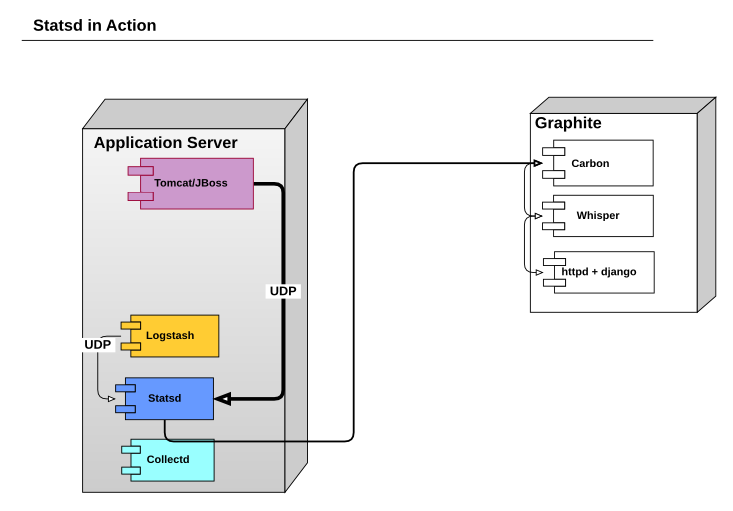 Statsd in Action
Application Server
Tomcat/JBoss
UDP
Logstash
UDP
Statsd
Collectd
Graphite
Carbon
Whisper
httpd + django